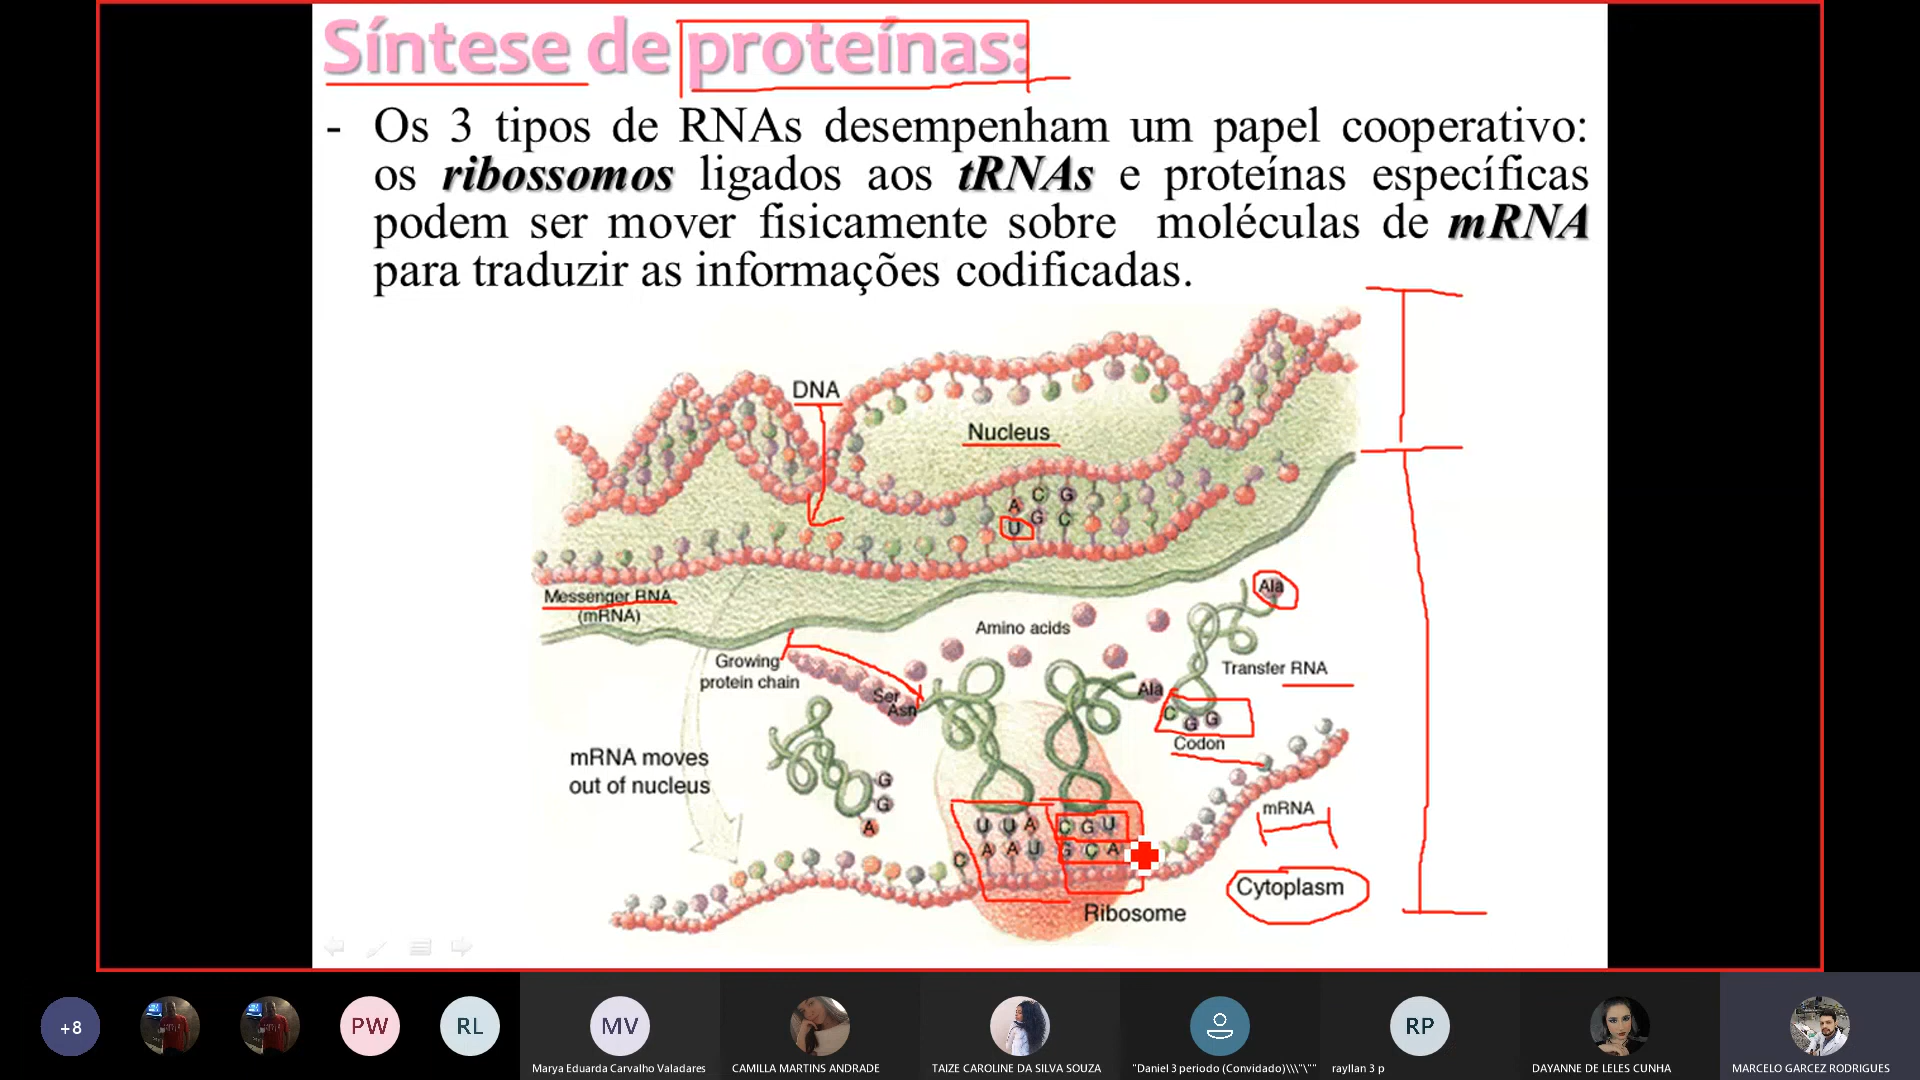 Síntese de proteínas:
- Os 3 tipos de RNAs desempenham um papel cooperativo:
os ribossomos ligados aos tRNAs e proteínas específicas
podem ser mover fisicamente sobre moléculas de mRNA
para traduzir as informações codificadas.
DNA
Nucleus
A C G
U G C
Messenger RNA
(mRNA)
Ala
Amino acids
Growing
protein chain
Transfer RNA
Ser
Asn
Ala
C G G
Codon
mRNA moves
out of nucleus
G
G
A
mRNA
U U A C G U
C A A U G C A
Cytoplasm
Ribosome
+8
PW
RL
MV
RP
Marya Eduarda Carvalho Valadares
CAMILLA MARTINS ANDRADE
TAIZE CAROLINE DA SILVA SOUZA
"Daniel 3 periodo (Convidado)\\\"\""
rayllan 3 p
DAYANNE DE LELES CUNHA
MARCELO GARCEZ RODRIGUES